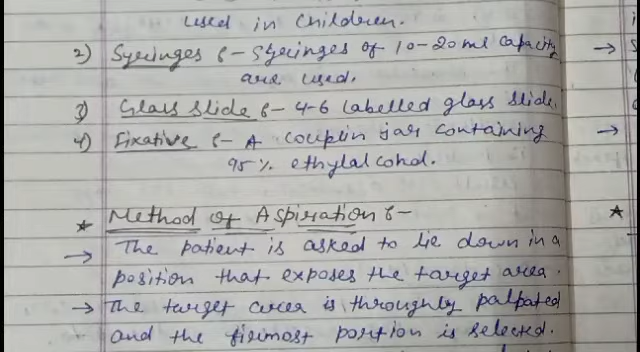 used in children.
2) Syringes :- Syringes of 10-20 ml capacity →
are used.
3) Glass slide :- 4-6 labelled glass slide.
4) Fixative :- A couplin jar containing →
95% ethylalcohol.
* Method of Aspiration :- *
→ The patient is asked to lie down in a
position that exposes the target area.
→ The target area is throughly palpated
and the firmost portion is selected.